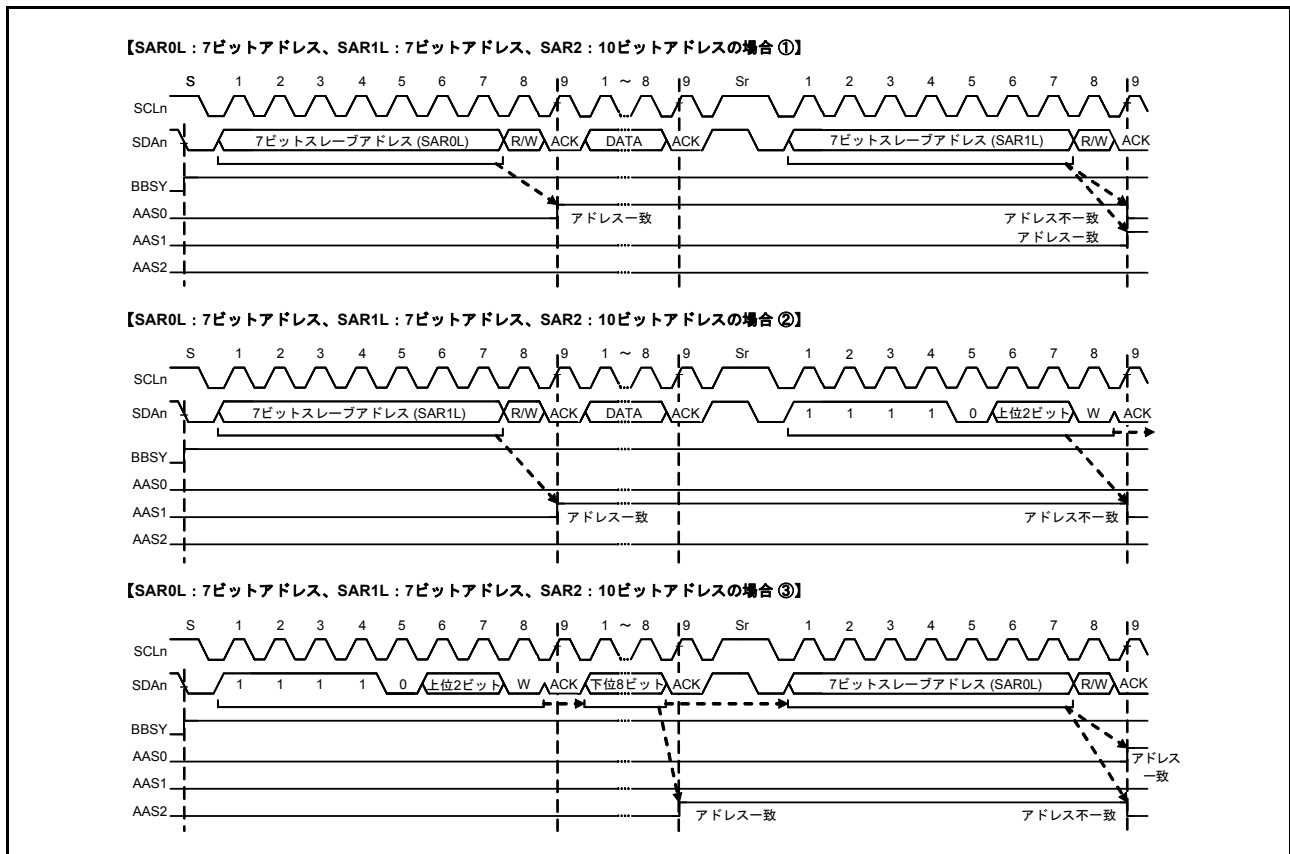 【SAR0L：7ビットアドレス、SAR1L：7ビットアドレス、SAR2：10ビットアドレスの場合 ①】
S 1 2 3 4 5 6 7 8 9 1 ～ 8 9 Sr 1 2 3 4 5 6 7 8 9
SCLn
SDAn 7ビットスレーブアドレス (SAR0L) R/W ACK DATA ACK 7ビットスレーブアドレス (SAR1L) R/W ACK
BBSY
AAS0 アドレス一致 アドレス不一致
AAS1 アドレス一致
AAS2
【SAR0L：7ビットアドレス、SAR1L：7ビットアドレス、SAR2：10ビットアドレスの場合 ②】
S 1 2 3 4 5 6 7 8 9 1 ～ 8 9 Sr 1 2 3 4 5 6 7 8 9
SCLn
SDAn 7ビットスレーブアドレス (SAR1L) R/W ACK DATA ACK 1 1 1 1 0 上位2ビット W ACK
BBSY
AAS0
AAS1 アドレス一致 アドレス不一致
AAS2
【SAR0L：7ビットアドレス、SAR1L：7ビットアドレス、SAR2：10ビットアドレスの場合 ③】
S 1 2 3 4 5 6 7 8 9 1 ～ 8 9 Sr 1 2 3 4 5 6 7 8 9
SCLn
SDAn 1 1 1 1 0 上位2ビット W ACK 下位8ビット ACK 7ビットスレーブアドレス (SAR0L) R/W ACK
BBSY
AAS0 アドレス
一致
AAS1
AAS2 アドレス一致 アドレス不一致